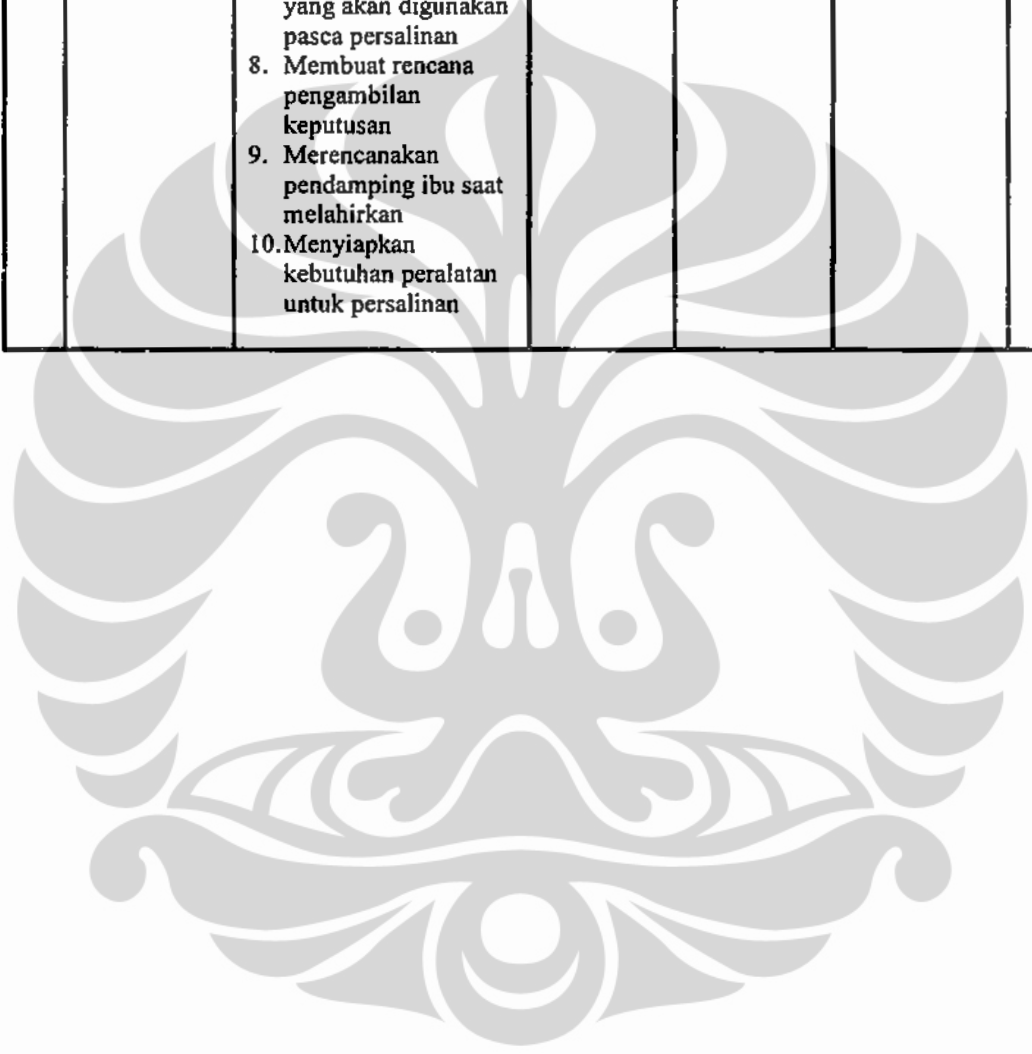 yang akan digunakan
pasca persalinan
8. Membuat rencana
pengambilan
keputusan
9. Merencanakan
pendamping ibu saat
melahirkan
10.Menyiapkan
kebutuhan peralatan
untuk persalinan